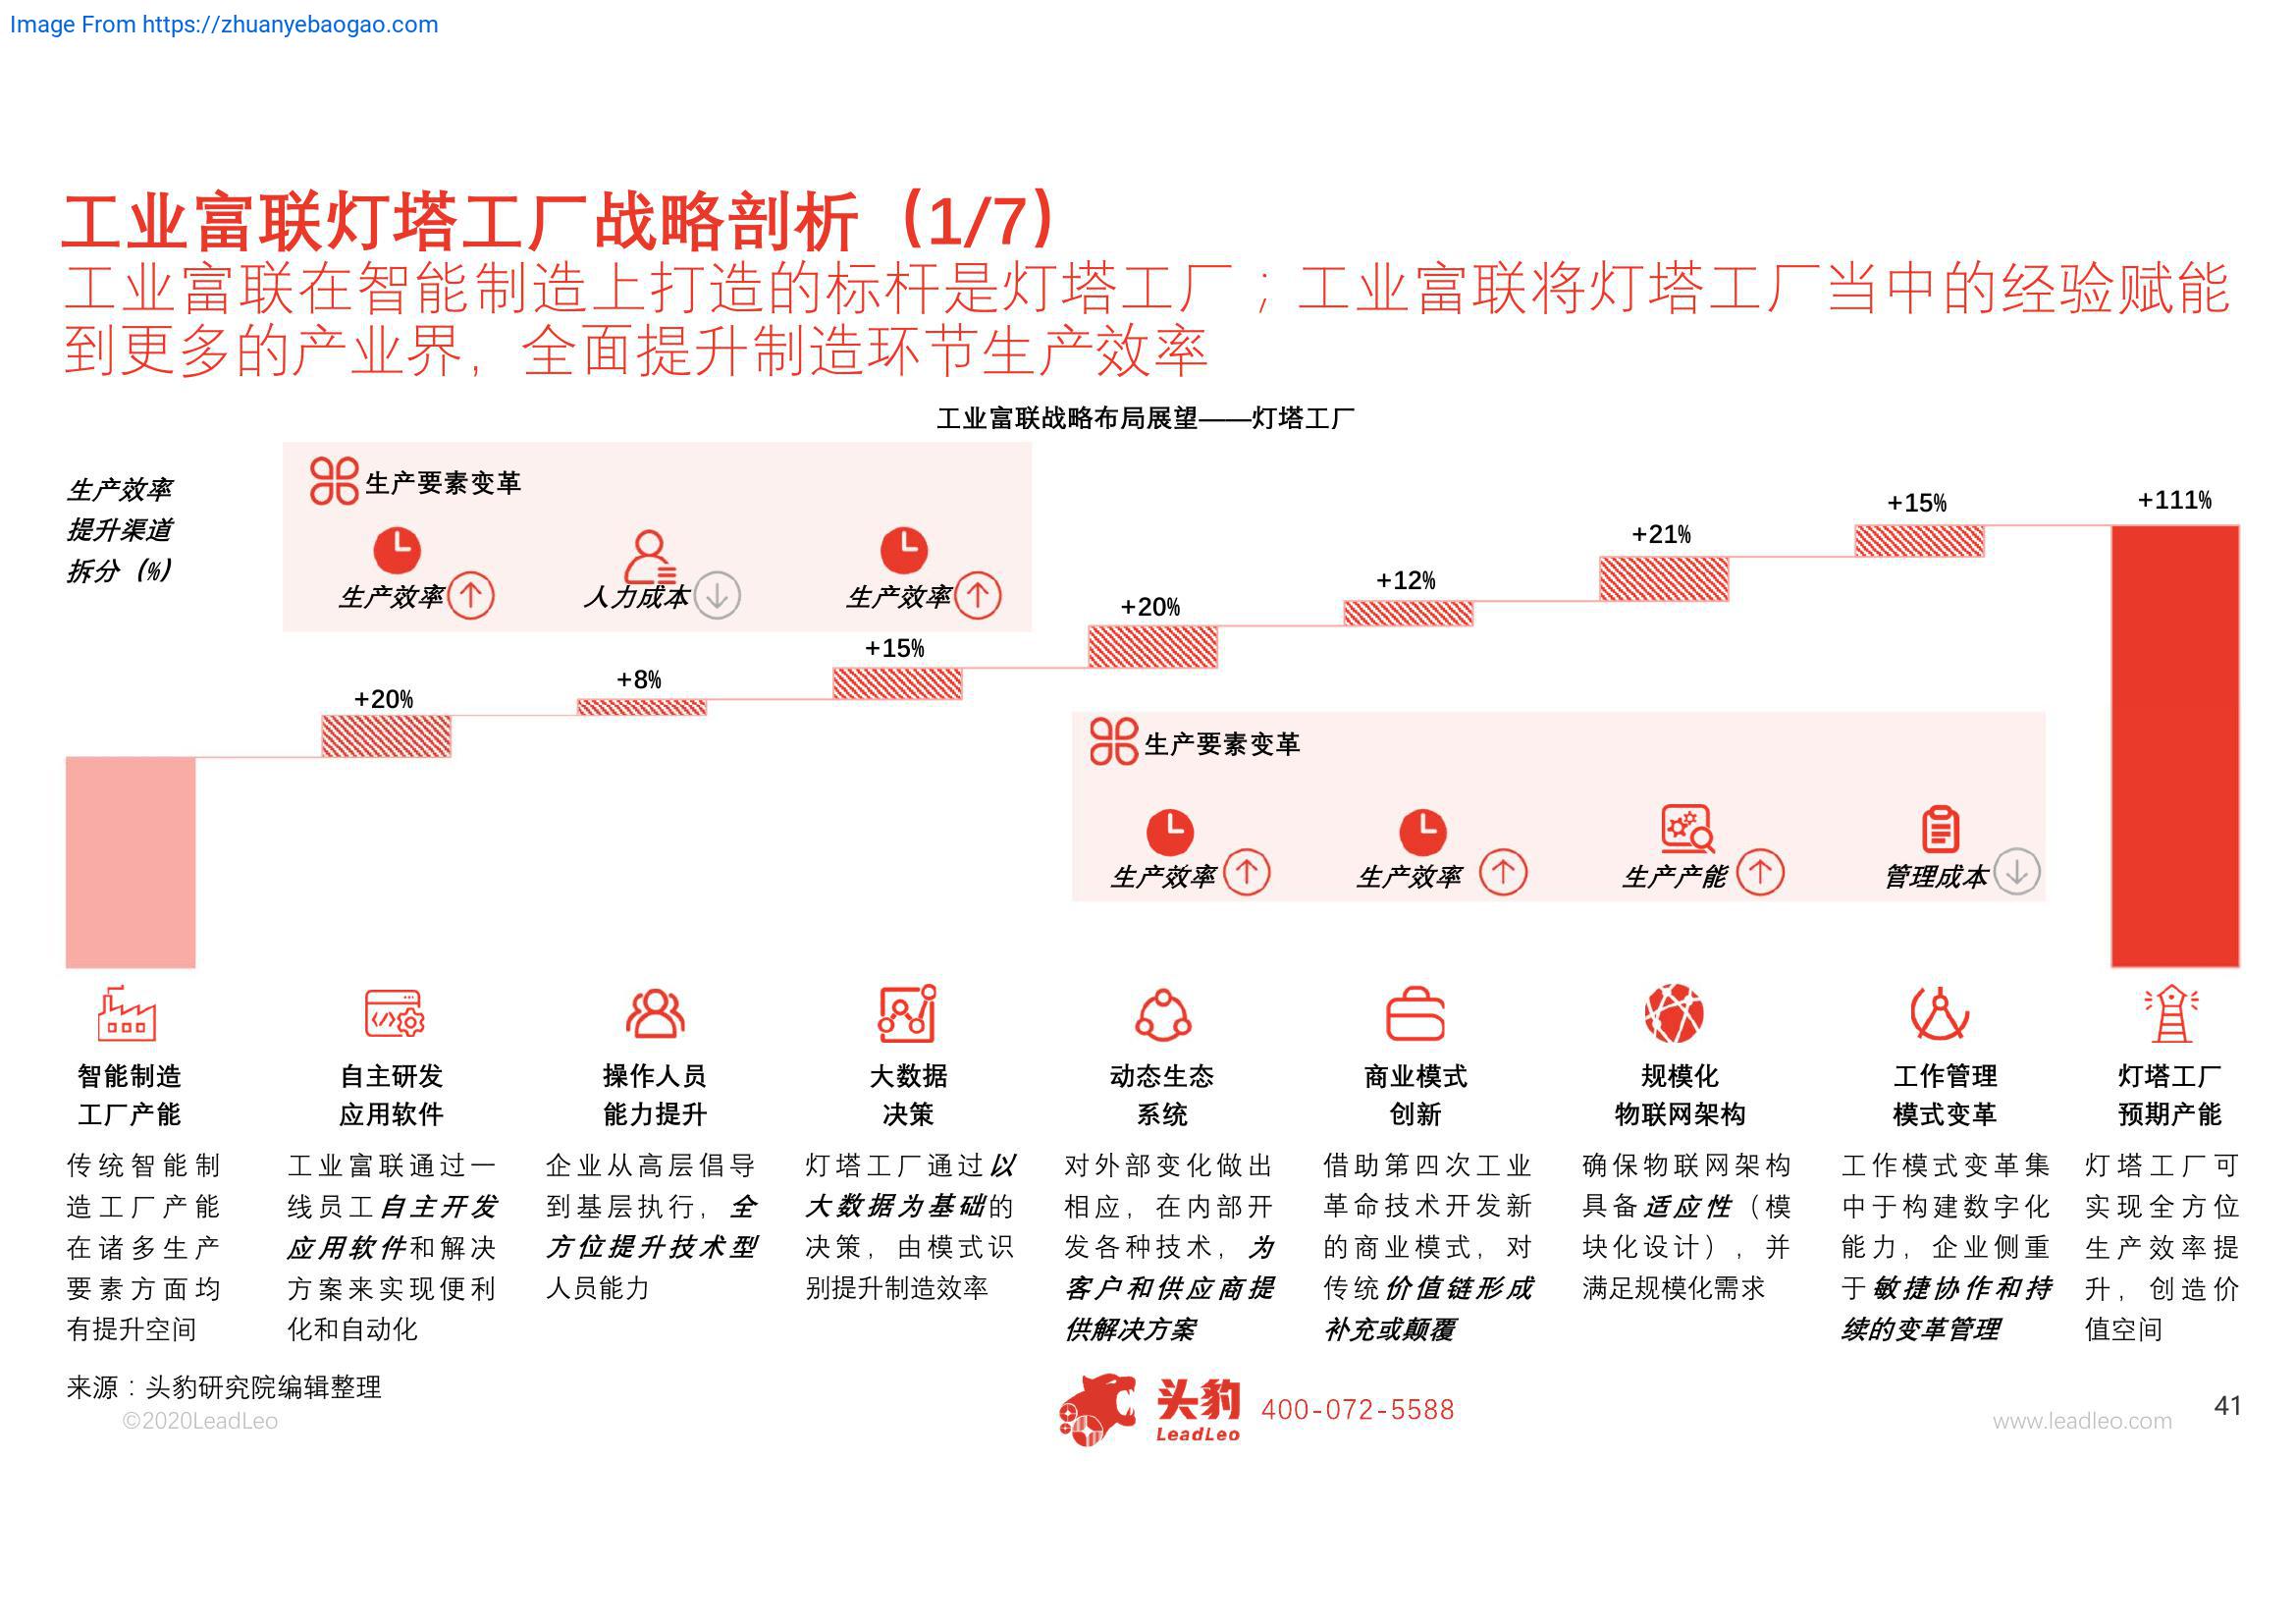 Image From https://zhuanyebaogao.com
工业富联灯塔工厂战略剖析（1/7）
工业富联在智能制造上打造的标杆是灯塔工厂；工业富联将灯塔工厂当中的经验赋能
到更多的产业界，全面提升制造环节生产效率
工业富联战略布局展望——灯塔工厂
生产效率
提升渠道
拆分（%）
生产要素变革
生产效率
人力成本
生产效率
+20%
+8%
+15%
+20%
+12%
+21%
+15%
+111%
生产要素变革
生产效率
生产效率
生产产能
管理成本
智能制造
工厂产能
传统智能制
造工厂产能
在诸多生产
要素方面均
有提升空间
自主研发
应用软件
工业富联通过一
线员工自主开发
应用软件和解决
方案来实现便利
化和自动化
操作人员
能力提升
企业从高层倡导
到基层执行，全
方位提升技术型
人员能力
大数据
决策
灯塔工厂通过以
大数据为基础的
决策，由模式识
别提升制造效率
动态生态
系统
对外部变化做出
相应，在内部开
发各种技术，为
客户和供应商提
供解决方案
商业模式
创新
借助第四次工业
革命技术开发新
的商业模式，对
传统价值链形成
补充或颠覆
规模化
物联网架构
确保物联网架构
具备适应性（模
块化设计），并
满足规模化需求
工作管理
模式变革
工作模式变革集
中于构建数字化
能力，企业侧重
于敏捷协作和持
续的变革管理
灯塔工厂
预期产能
灯塔工厂可
实现全方位
生产效率提
升，创造价
值空间
来源：头豹研究院编辑整理
©2020LeadLeo
头豹
LeadLeo
400-072-5588
www.leadleo.com
41